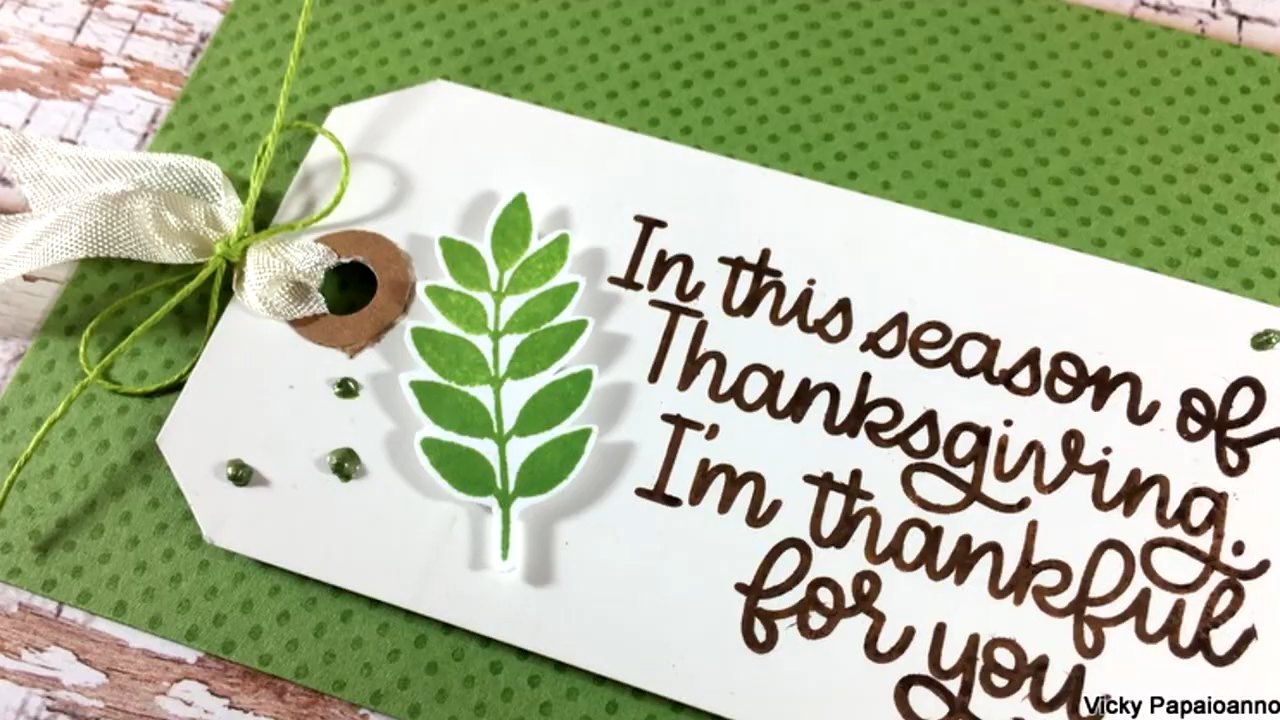 In this season of
Thanksgiving.
I'm thankful
for you
Vicky Papaioanno